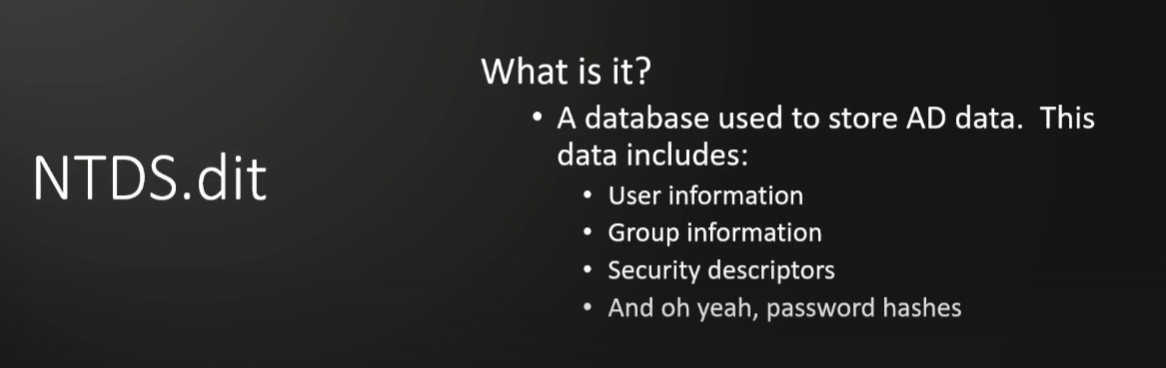 NTDS.dit
What is it?
• A database used to store AD data.  This
data includes:
• User information
• Group information
• Security descriptors
• And oh yeah, password hashes